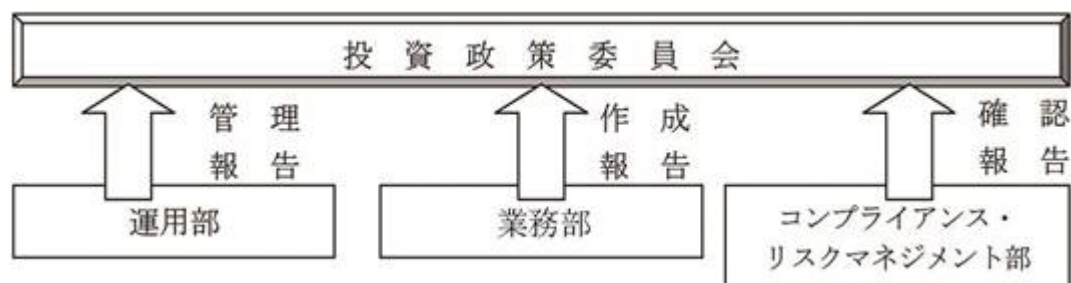 投資政策委員会
管理
報告
作成
報告
確認
報告
運用部
業務部
コンプライアンス・
リスクマネジメント部